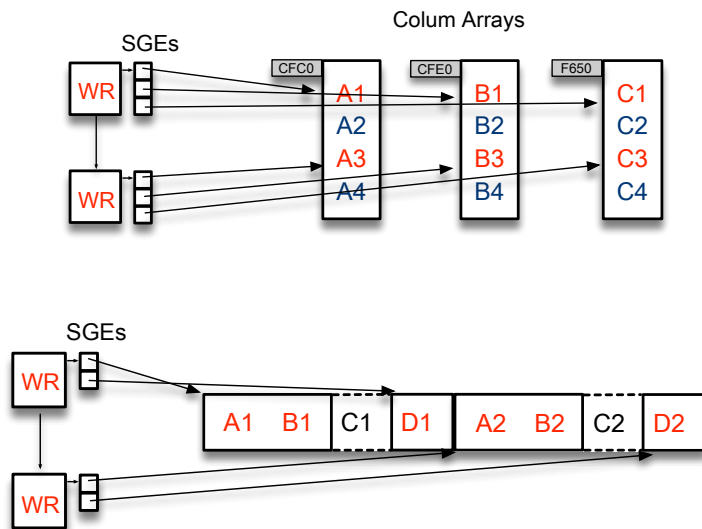 Colum Arrays
SGEs
CFC0 CFE0 F650
WR A1 B1 C1
A2 B2 C2
A3 B3 C3
WR A4 B4 C4
SGEs
WR
A1 B1 C1 D1 A2 B2 C2 D2
WR